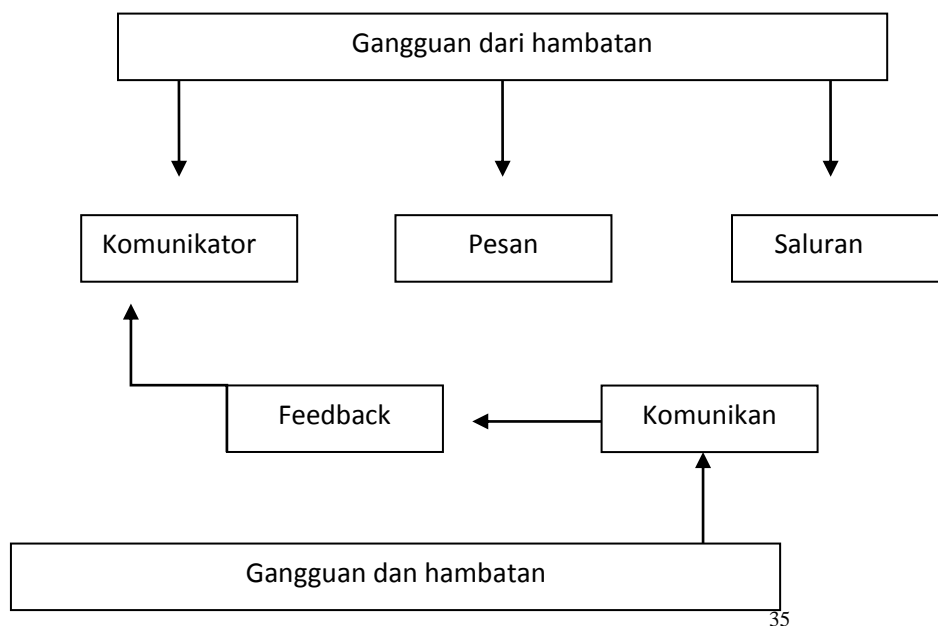 Gangguan dari hambatan
Komunikator
Pesan
Saluran
Feedback
Komunikan
Gangguan dan hambatan
35